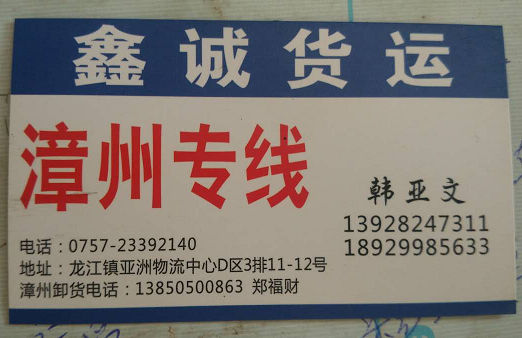 鑫诚货运
漳州专线
韩亚文
13928247311
18929985633
电话：0757-23392140
地址：龙江镇亚洲物流中心D区3排11-12号
漳州卸货电话：13850500863 郑福财